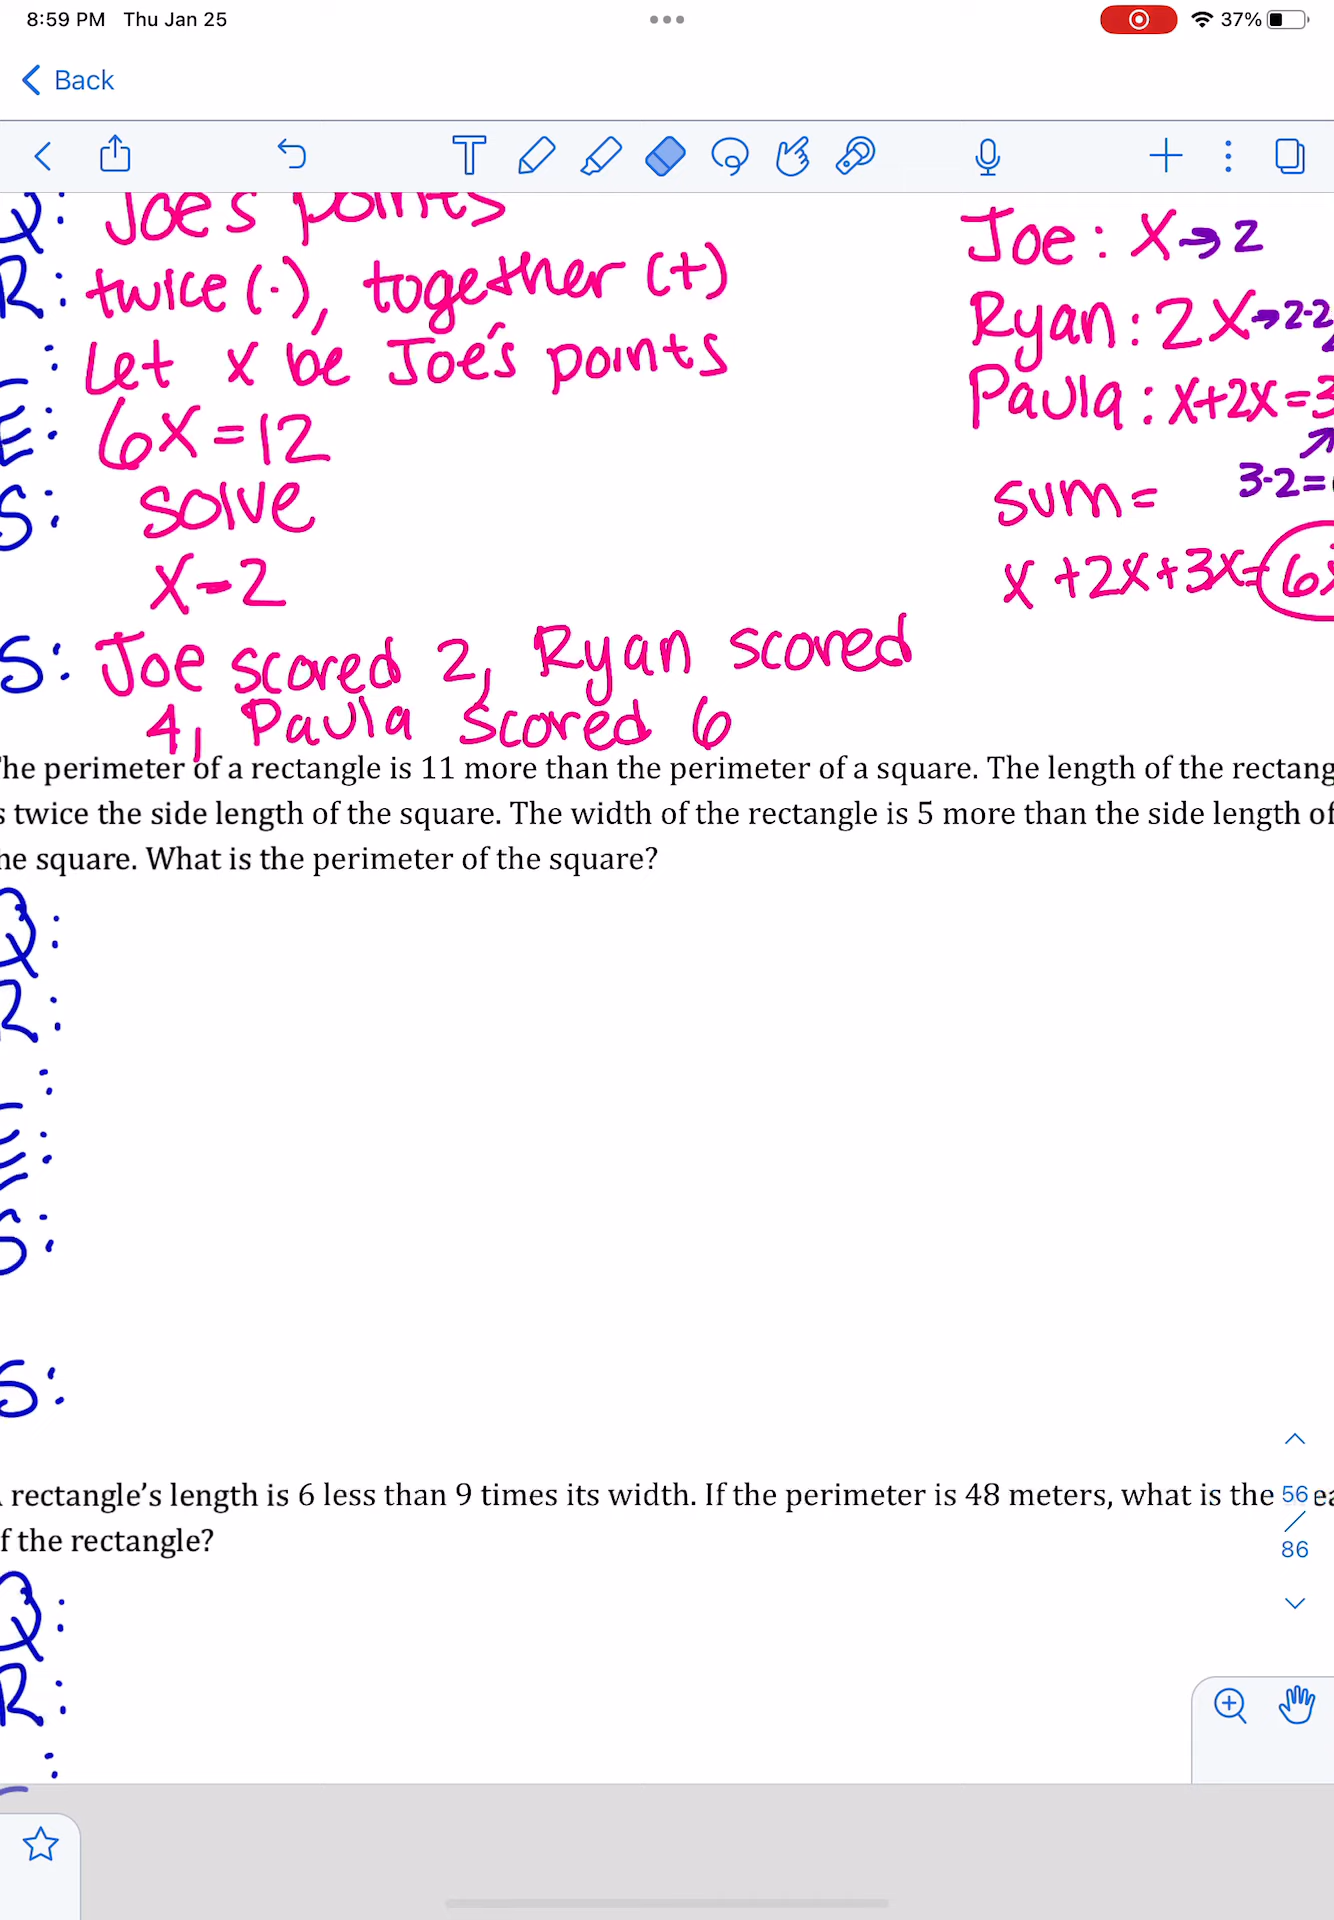 8:59 PM Thu Jan 25
37%
Back
Q: Joe's points
Joe: X→2
R: twice (·), together (+)
Ryan: 2X→2·2
: Let x be Joe's points
Paula: x+2x=3
E: 6X=12
3·2=
S: solve
sum=
X=2
x+2x+3x=6x
S: Joe scored 2, Ryan scored
4, Paula scored 6
he perimeter of a rectangle is 11 more than the perimeter of a square. The length of the rectang
s twice the side length of the square. The width of the rectangle is 5 more than the side length of
he square. What is the perimeter of the square?
Q:
R:
:
E:
S:
S:
rectangle's length is 6 less than 9 times its width. If the perimeter is 48 meters, what is the
56
f the rectangle?
86
Q:
R:
: